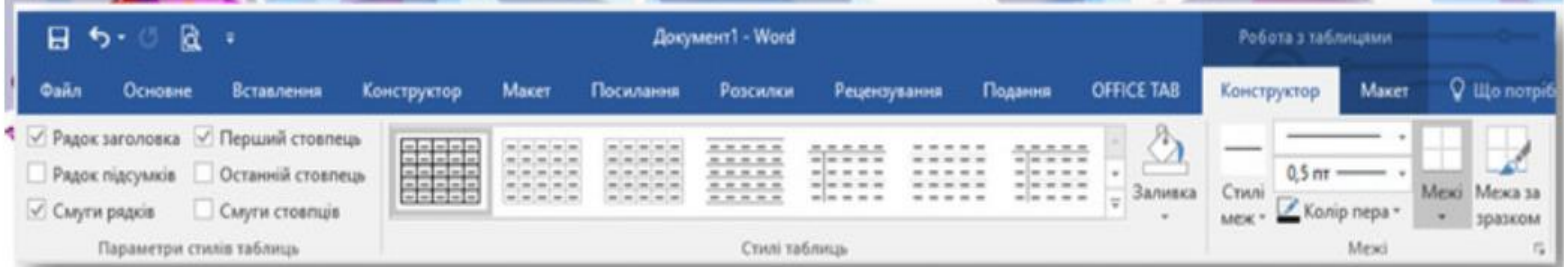 Документ1 - Word
Робота з таблицями
Файл Основне Вставлення Конструктор Макет Посилання Розсилки Рецензування Подання OFFICE TAB Конструктор Макет Що потріб
Рядок заголовка Перший стовпець
Рядок підсумків Останній стовпець
Смуги рядків Смуги стовпців
Параметри стилів таблиць
Стилі таблиць
Заливка
Стилі меж
0,5 пт
Колір пера
Межі
Межа за зразком
Межі